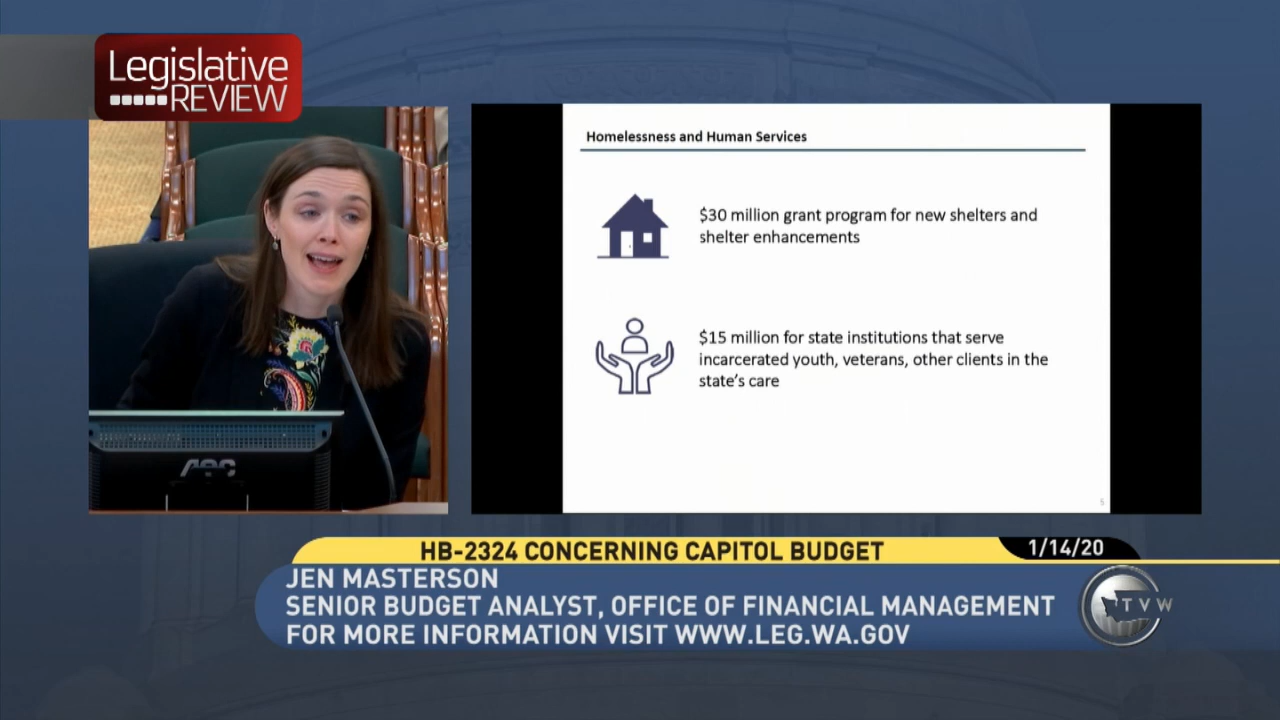 Legislative
REVIEW
Homelessness and Human Services
$30 million grant program for new shelters and
shelter enhancements
$15 million for state institutions that serve
incarcerated youth, veterans, other clients in the
state's care
5
AOC
HB-2324 CONCERNING CAPITOL BUDGET
1/14/20
JEN MASTERSON
SENIOR BUDGET ANALYST, OFFICE OF FINANCIAL MANAGEMENT
FOR MORE INFORMATION VISIT WWW.LEG.WA.GOV
TVW